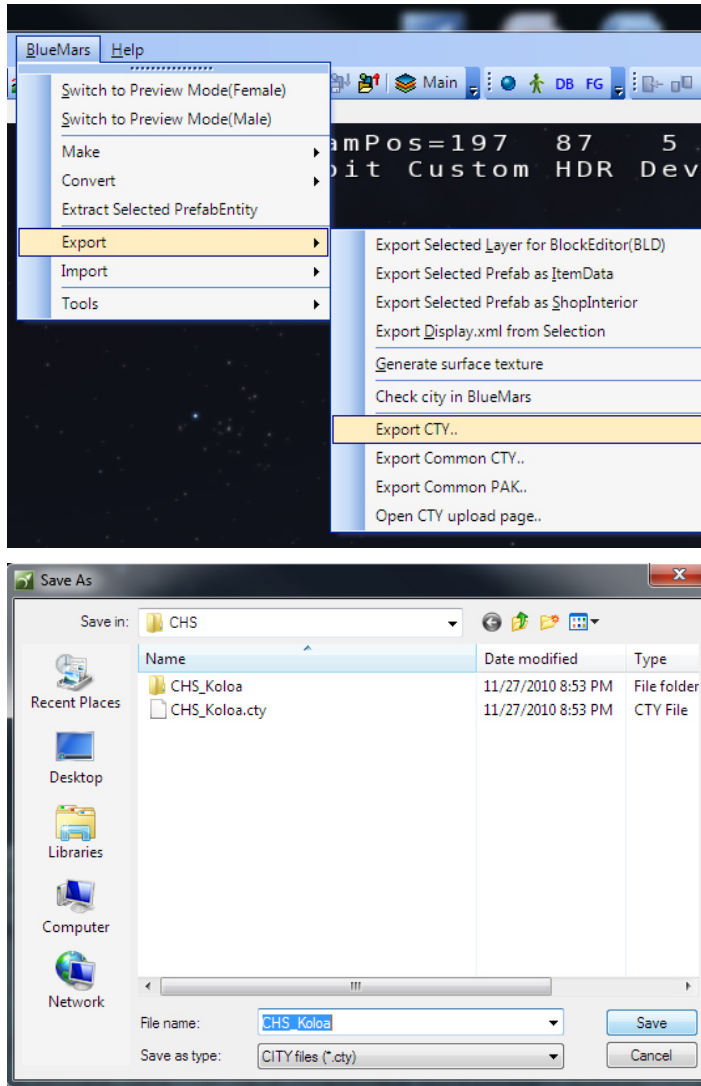 BlueMars Help
Switch to Preview Mode(Female)
Main DB FG
Switch to Preview Mode(Male)
Make
amPos=197 87 5
Convert
bit Custom HDR Dev
Extract Selected PrefabEntity
Export
Export Selected Layer for BlockEditor(BLD)
Import
Export Selected Prefab as ItemData
Tools
Export Selected Prefab as ShopInterior
Export Display.xml from Selection
Generate surface texture
Check city in BlueMars
Export CTY..
Export Common CTY..
Export Common PAK..
Open CTY upload page..
Save As
Save in: CHS
Name Date modified Type
CHS_Koloa 11/27/2010 8:53 PM File folder
CHS_Koloa.cty 11/27/2010 8:53 PM CTY File
Recent Places
Desktop
Libraries
Computer
Network
File name: CHS_Koloa Save
Save as type: CITY files (*.cty) Cancel